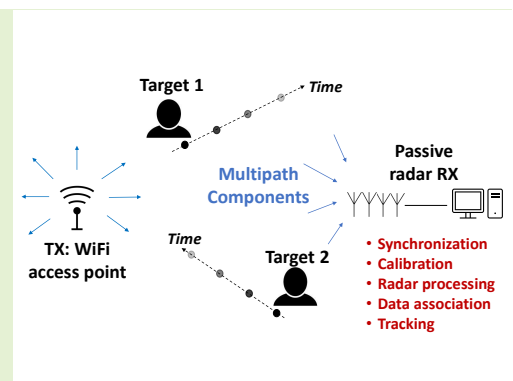 Target 1
Time
Multipath
Components
Passive
radar RX
TX: WiFi
access point
Time
Target 2
• Synchronization
• Calibration
• Radar processing
• Data association
• Tracking